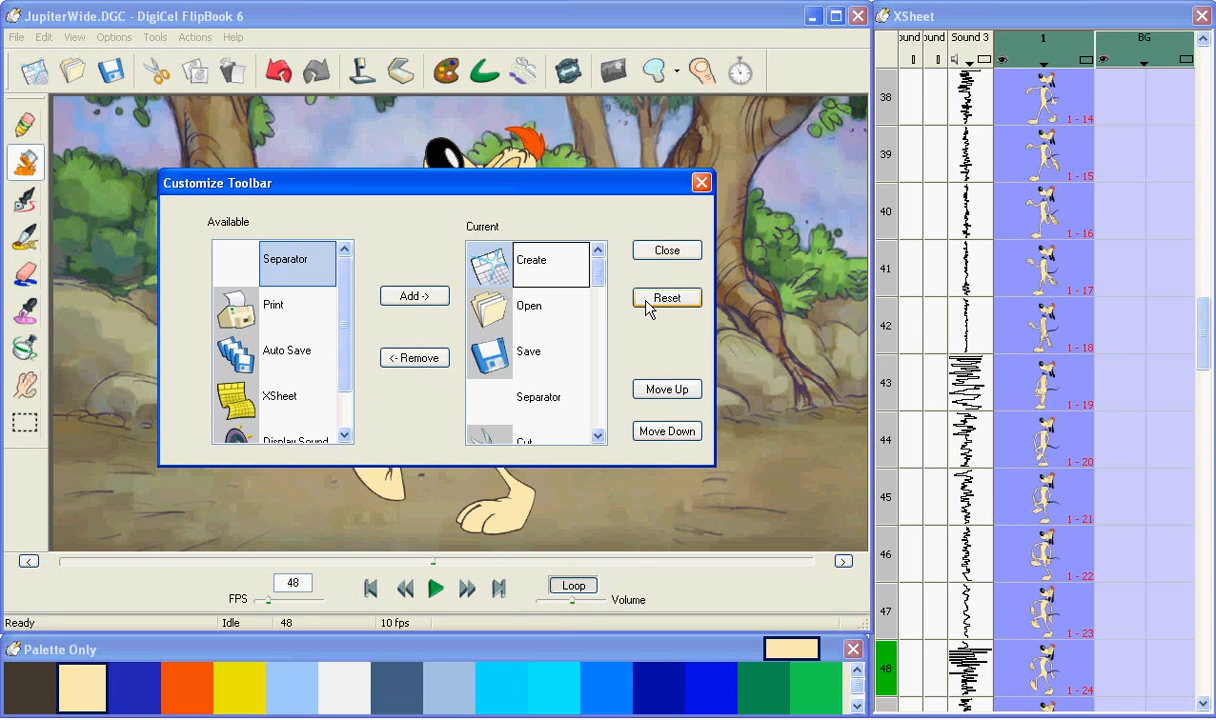 JupiterWide.DGC - DigiCel FlipBook 6
File Edit View Options Tools Actions Help
Customize Toolbar
Available
Separator
Print
Auto Save
XSheet
Display Sound
Add ->
<- Remove
Current
Create
Open
Save
Separator
Cut
Close
Reset
Move Up
Move Down
<
>
48
FPS
Loop
Volume
Ready Idle 48 10 fps
Palette Only
XSheet
ound ound Sound 3 1 BG
38 1 - 14
39 1 - 15
40 1 - 16
41 1 - 17
42 1 - 18
43 1 - 19
44 1 - 20
45 1 - 21
46 1 - 22
47 1 - 23
48 1 - 24